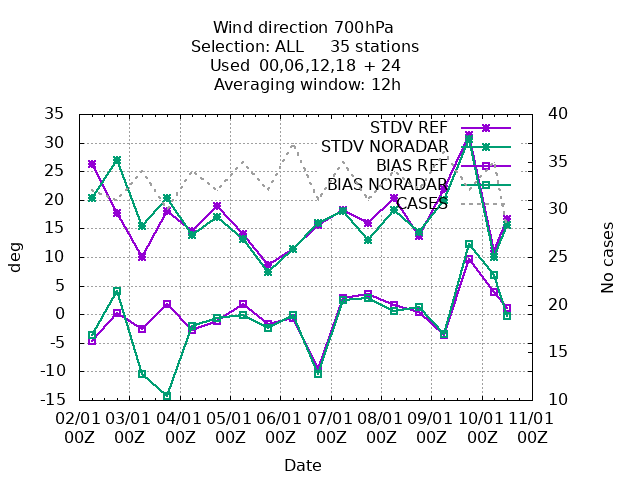 Wind direction 700hPa
Selection: ALL 35 stations
Used 00,06,12,18 + 24
Averaging window: 12h
STDV REF
STDV NORADAR
BIAS REF
BIAS NORADAR
CASES
35
30
25
20
15
10
5
0
-5
-10
-15
deg
40
35
30
25
20
15
10
No cases
02/01 03/01 04/01 05/01 06/01 07/01 08/01 09/01 10/01 11/01
00Z 00Z 00Z 00Z 00Z 00Z 00Z 00Z 00Z 00Z
Date